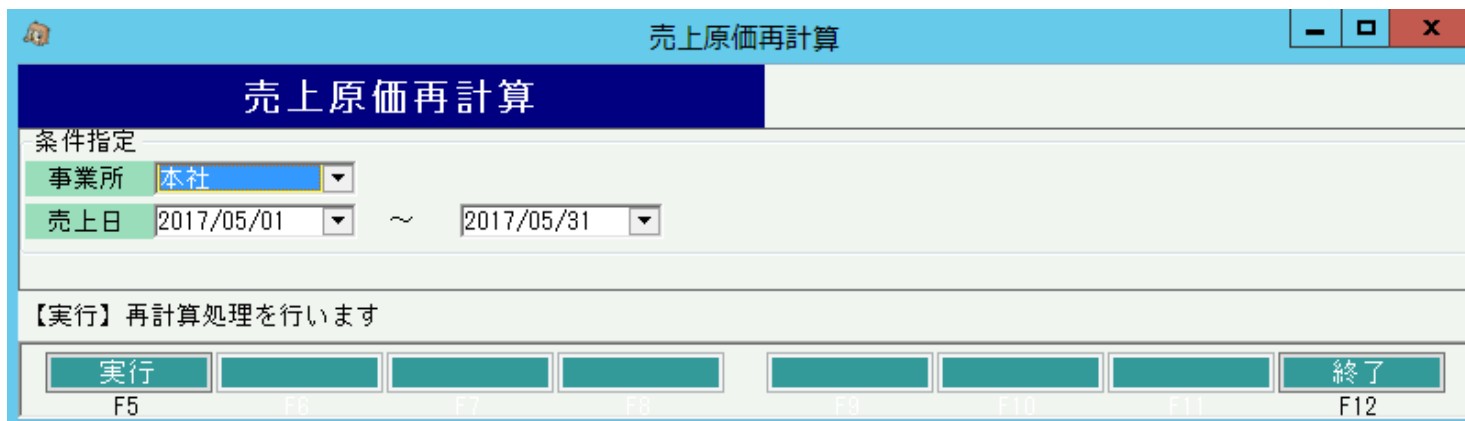 売上原価再計算
売上原価再計算
条件指定
事業所 本社
売上日 2017/05/01 ～ 2017/05/31
【実行】再計算処理を行います
実行 終了
F5 F6 F7 F8 F9 F10 F11 F12